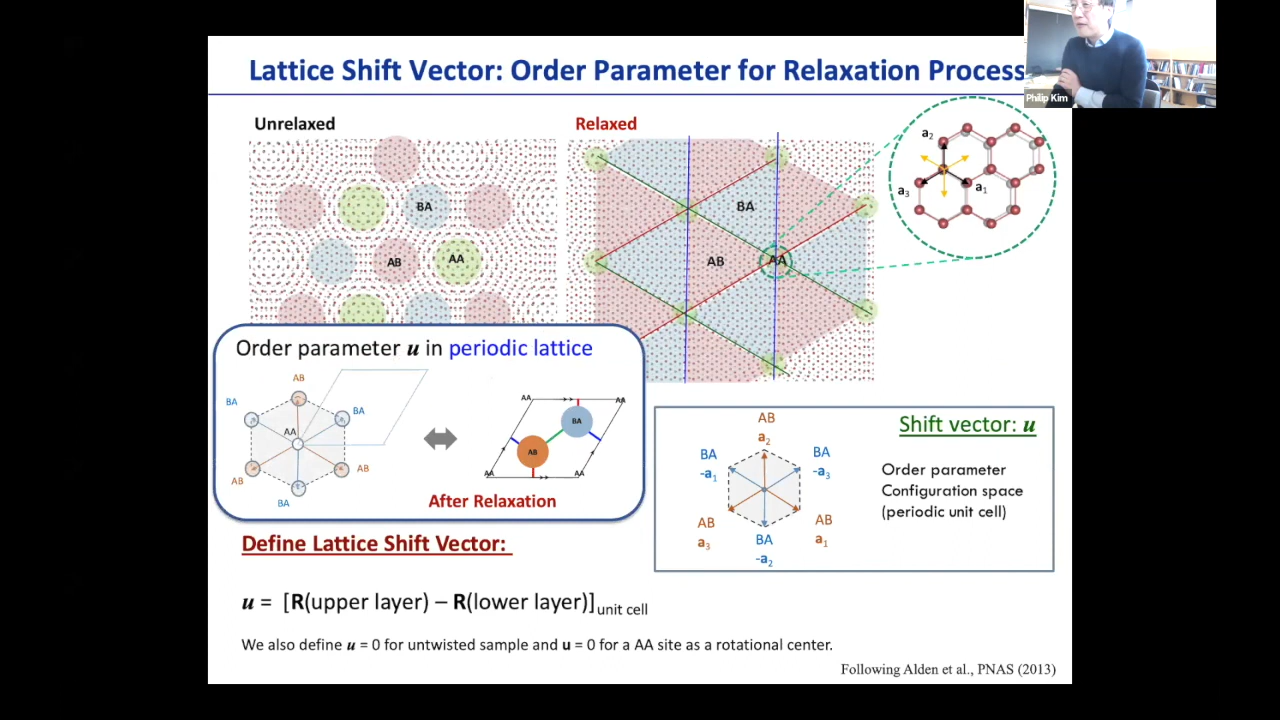 Lattice Shift Vector: Order Parameter for Relaxation Process
Philip Kim
Unrelaxed
Relaxed
BA
AB
AA
BA
AB
AA
a2
a3
a1
Order parameter u in periodic lattice
AB
BA
BA
AA
AB
AB
BA
AA
AA
BA
AB
AA
AA
After Relaxation
AB
a2
BA
-a1
BA
-a3
AB
a3
AB
a1
BA
-a2
Shift vector: u
Order parameter
Configuration space
(periodic unit cell)
Define Lattice Shift Vector:
u = [R(upper layer) – R(lower layer)]unit cell
We also define u = 0 for untwisted sample and u = 0 for a AA site as a rotational center.
Following Alden et al., PNAS (2013)